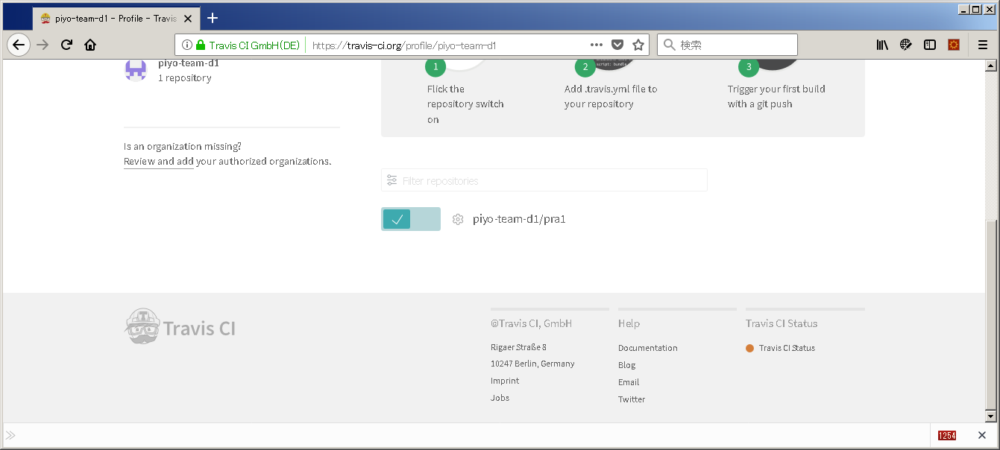 piyo-team-d1 - Profile - Travis
Travis CI GmbH (DE)
https://travis-ci.org/profile/piyo-team-d1
検索
piyo-team-d1
1 repository
Is an organization missing?
Review and add your authorized organizations.
1
Flick the
repository switch
on
script: bundle
2
Add .travis.yml file to
your repository
3
Trigger your first build
with a git push
Filter repositories
piyo-team-d1/pra1
Travis CI
©Travis CI, GmbH
Rigaer Straße 8
10247 Berlin, Germany
Imprint
Jobs
Help
Documentation
Blog
Email
Twitter
Travis CI Status
Travis CI Status
1254